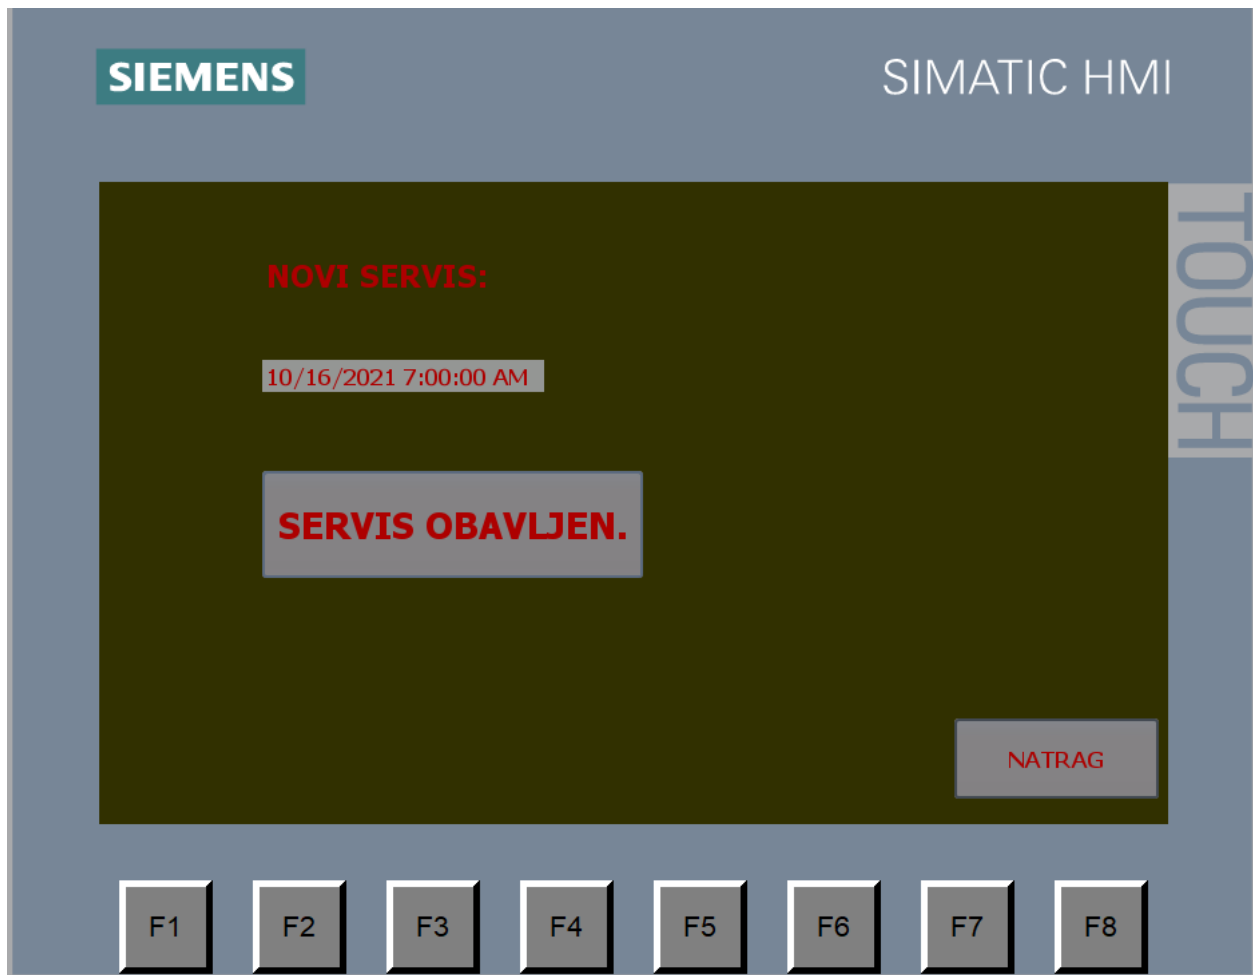 SIEMENS
SIMATIC HMI
TOUCH
NOVI SERVIS:
10/16/2021 7:00:00 AM
SERVIS OBAVLJEN.
NATRAG
F1 F2 F3 F4 F5 F6 F7 F8